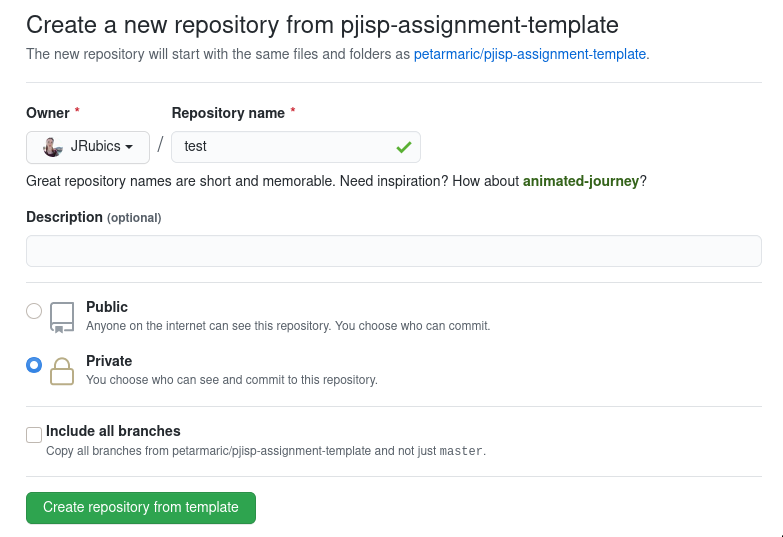 Create a new repository from pjisp-assignment-template
The new repository will start with the same files and folders as petarmaric/pjisp-assignment-template.
Owner * Repository name *
JRubics / test
Great repository names are short and memorable. Need inspiration? How about animated-journey?
Description (optional)
Public
Anyone on the internet can see this repository. You choose who can commit.
Private
You choose who can see and commit to this repository.
Include all branches
Copy all branches from petarmaric/pjisp-assignment-template and not just master.
Create repository from template